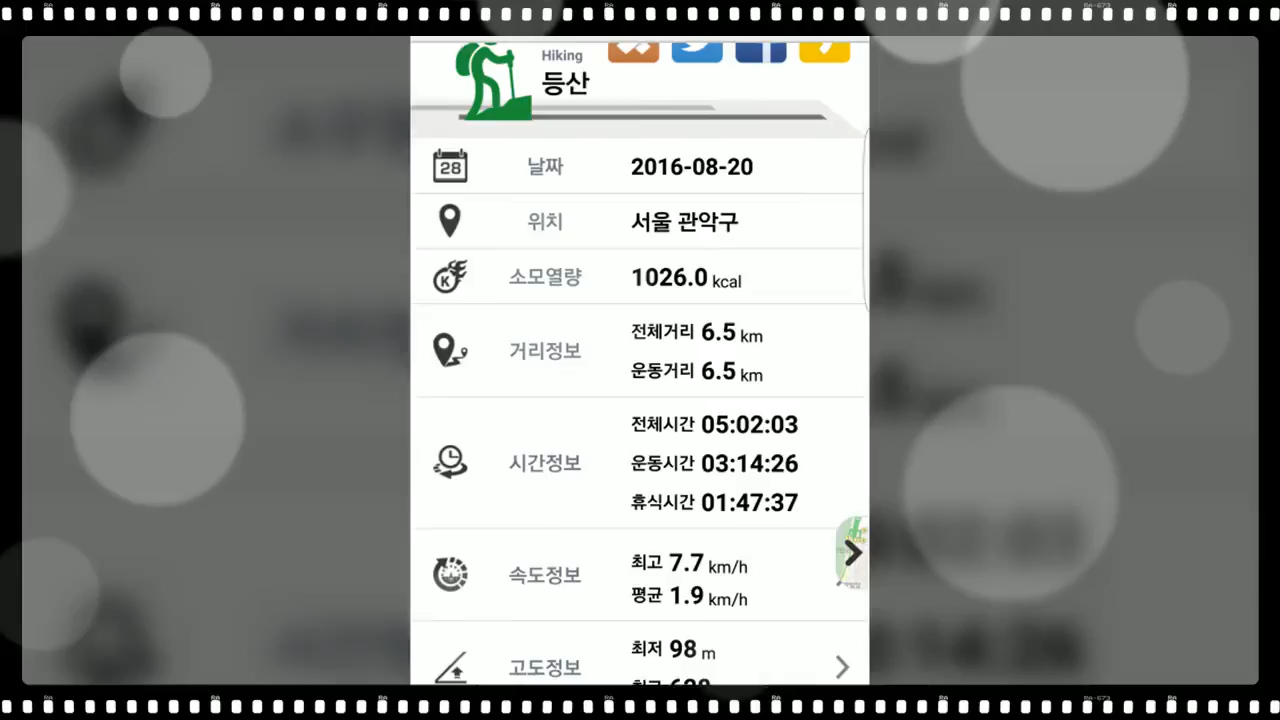 Hiking
등산
28
날짜
2016-08-20
위치
서울 관악구
K
소모열량
1026.0 kcal
거리정보
전체거리 6.5 km
운동거리 6.5 km
시간정보
전체시간 05:02:03
운동시간 03:14:26
휴식시간 01:47:37
속도정보
최고 7.7 km/h
평균 1.9 km/h
고도정보
최저 98 m